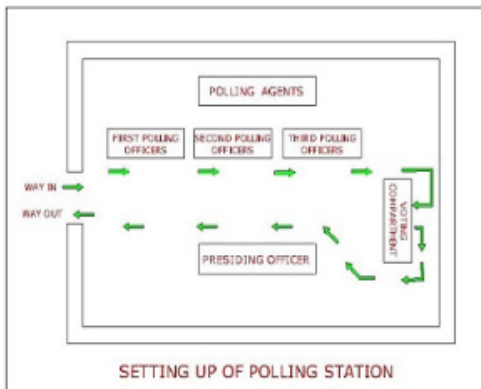 POLLING AGENTS
FIRST POLLING
OFFICERS
SECOND POLLING
OFFICERS
THIRD POLLING
OFFICERS
WAY IN
WAY OUT
VOTING
COMPARTMENT
PRESIDING OFFICER
SETTING UP OF POLLING STATION